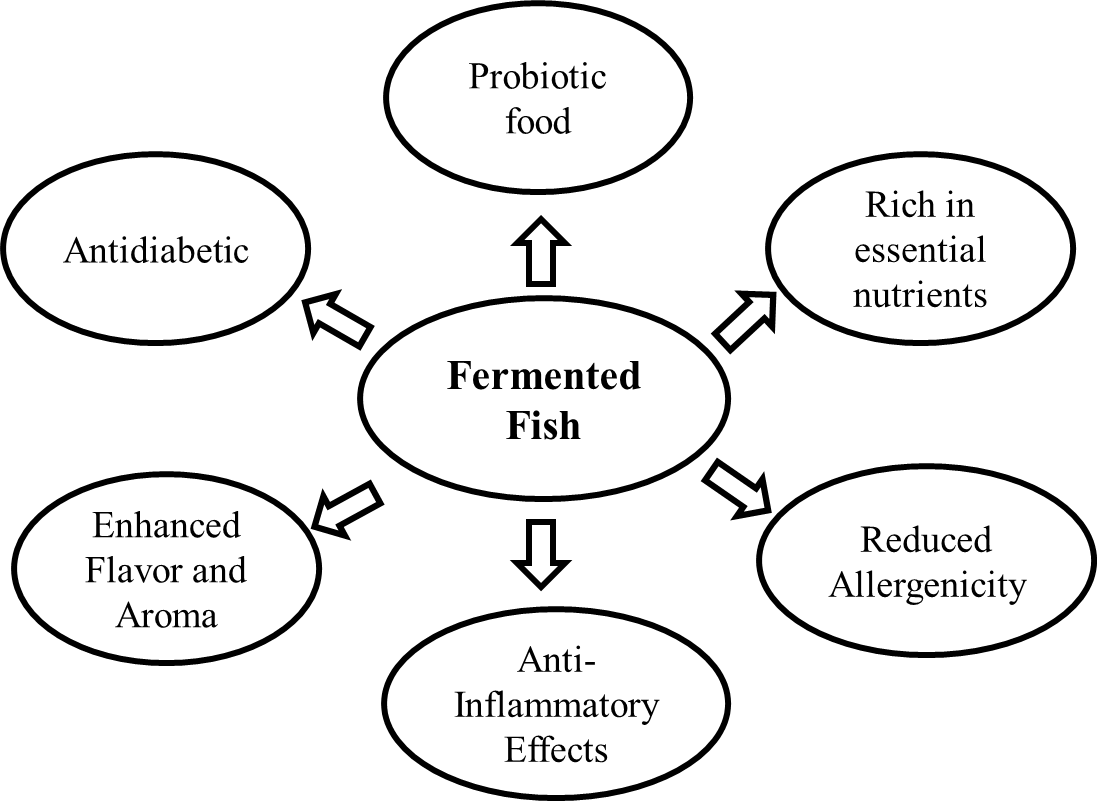 Probiotic
food
Antidiabetic
Rich in
essential
nutrients
Fermented
Fish
Enhanced
Flavor and
Aroma
Reduced
Allergenicity
Anti-
Inflammatory
Effects